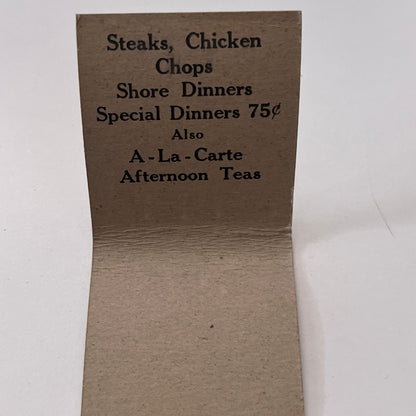 Steaks, Chicken
Chops
Shore Dinners
Special Dinners 75¢
Also
A-La-Carte
Afternoon Teas